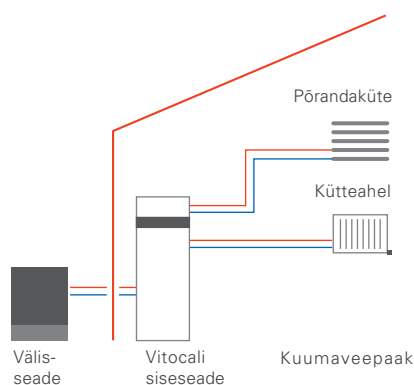 Põrandaküte
Kütteahel
Välis-
seade
Vitocali
siseseade
Kuumaveepaak